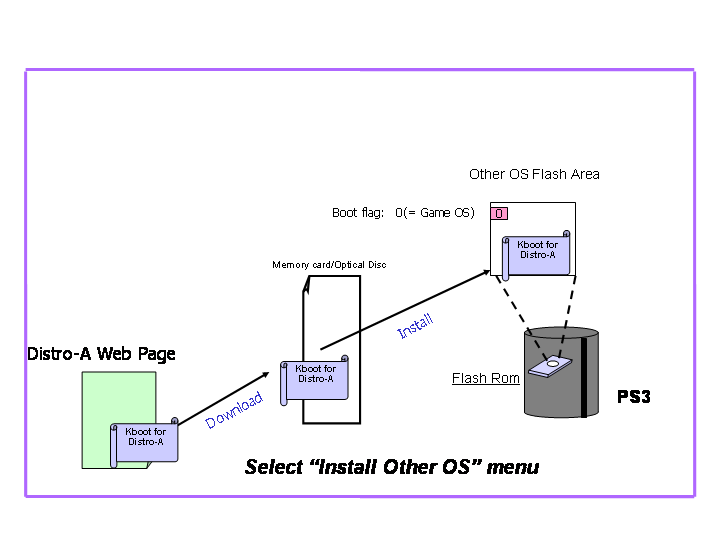 Other OS Flash Area
Boot flag: 0(= Game OS)
0
Kboot for
Distro-A
Memory card/Optical Disc
Install
Distro-A Web Page
Kboot for
Distro-A
Flash Rom
PS3
Download
Kboot for
Distro-A
Select “Install Other OS” menu